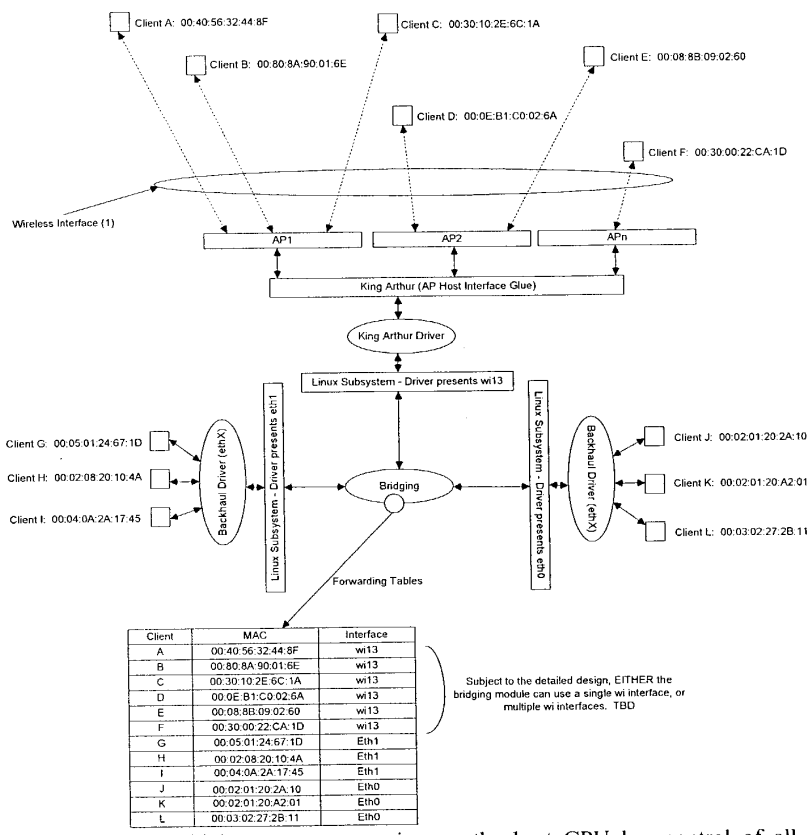 Client A: 00:40:56:32:44:8F
Client C: 00:30:10:2E:6C:1A
Client B: 00:80:8A:90:01:6E
Client E: 00:08:8B:09:02:60
Client D: 00:0E:B1:C0:02:6A
Client F: 00:30:00:22:CA:1D
Wireless Interface (1)
AP1
AP2
APn
King Arthur (AP Host Interface Glue)
King Arthur Driver
Linux Subsystem - Driver presents wi13
Client G: 00:05:01:24:67:1D
Client H: 00:02:08:20:10:4A
Client I: 00:04:0A:2A:17:45
Backhaul Driver (ethX)
Linux Subsystem - Driver presents eth1
Bridging
Linux Subsystem - Driver presents eth0
Backhaul Driver (ethX)
Client J: 00:02:01:20:2A:10
Client K: 00:02:01:20:A2:01
Client L: 00:03:02:27:2B:11
Forwarding Tables
Client MAC Interface
A 00:40:56:32:44:8F wi13
B 00:80:8A:90:01:6E wi13
C 00:30:10:2E:6C:1A wi13
D 00:0E:B1:C0:02:6A wi13
E 00:08:8B:09:02:60 wi13
F 00:30:00:22:CA:1D wi13
G 00:05:01:24:67:1D Eth1
H 00:02:08:20:10:4A Eth1
I 00:04:0A:2A:17:45 Eth1
J 00:02:01:20:2A:10 Eth0
K 00:02:01:20:A2:01 Eth0
L 00:03:02:27:2B:11 Eth0
Subject to the detailed design, EITHER the
bridging module can use a single wi interface, or
multiple wi interfaces. TBD
the host CPU has control of all